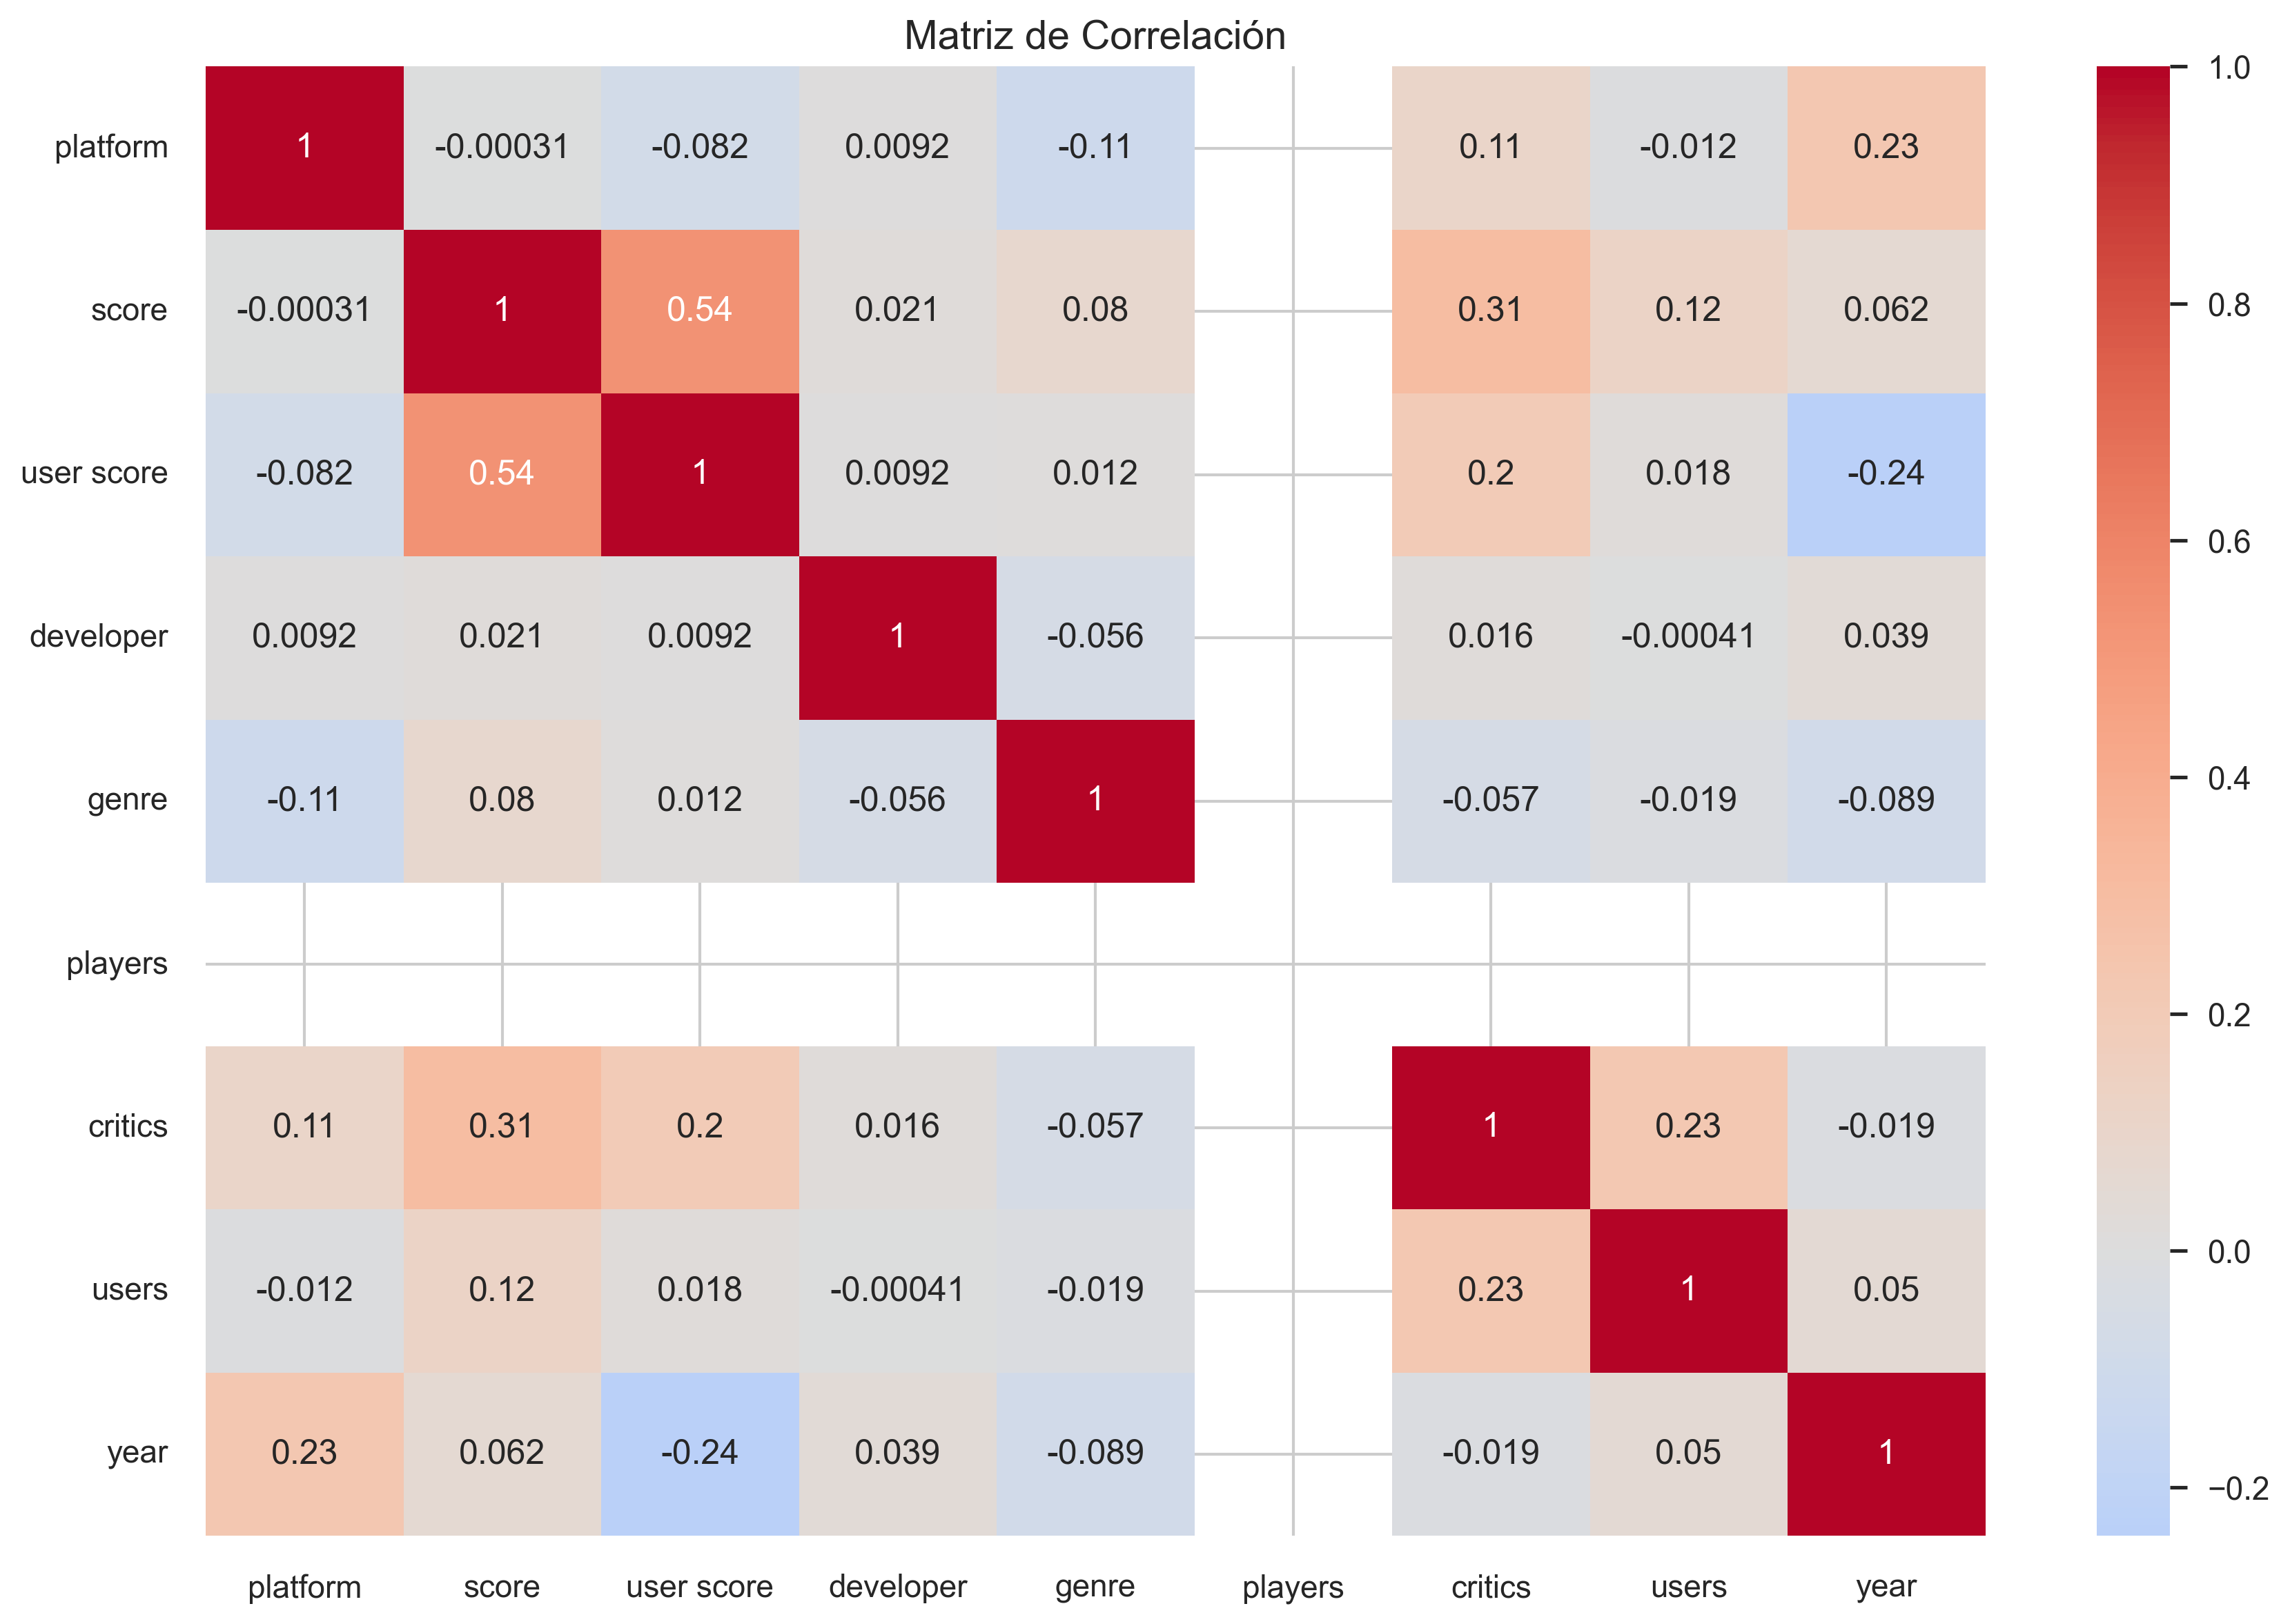 Matriz de Correlación
platform 1 -0.00031 -0.082 0.0092 -0.11 0.11 -0.012 0.23
score -0.00031 1 0.54 0.021 0.08 0.31 0.12 0.062
user score -0.082 0.54 1 0.0092 0.012 0.2 0.018 -0.24
developer 0.0092 0.021 0.0092 1 -0.056 0.016 -0.00041 0.039
genre -0.11 0.08 0.012 -0.056 1 -0.057 -0.019 -0.089
players
critics 0.11 0.31 0.2 0.016 -0.057 1 0.23 -0.019
users -0.012 0.12 0.018 -0.00041 -0.019 0.23 1 0.05
year 0.23 0.062 -0.24 0.039 -0.089 -0.019 0.05 1
platform score user score developer genre players critics users year
1.0
0.8
0.6
0.4
0.2
0.0
−0.2